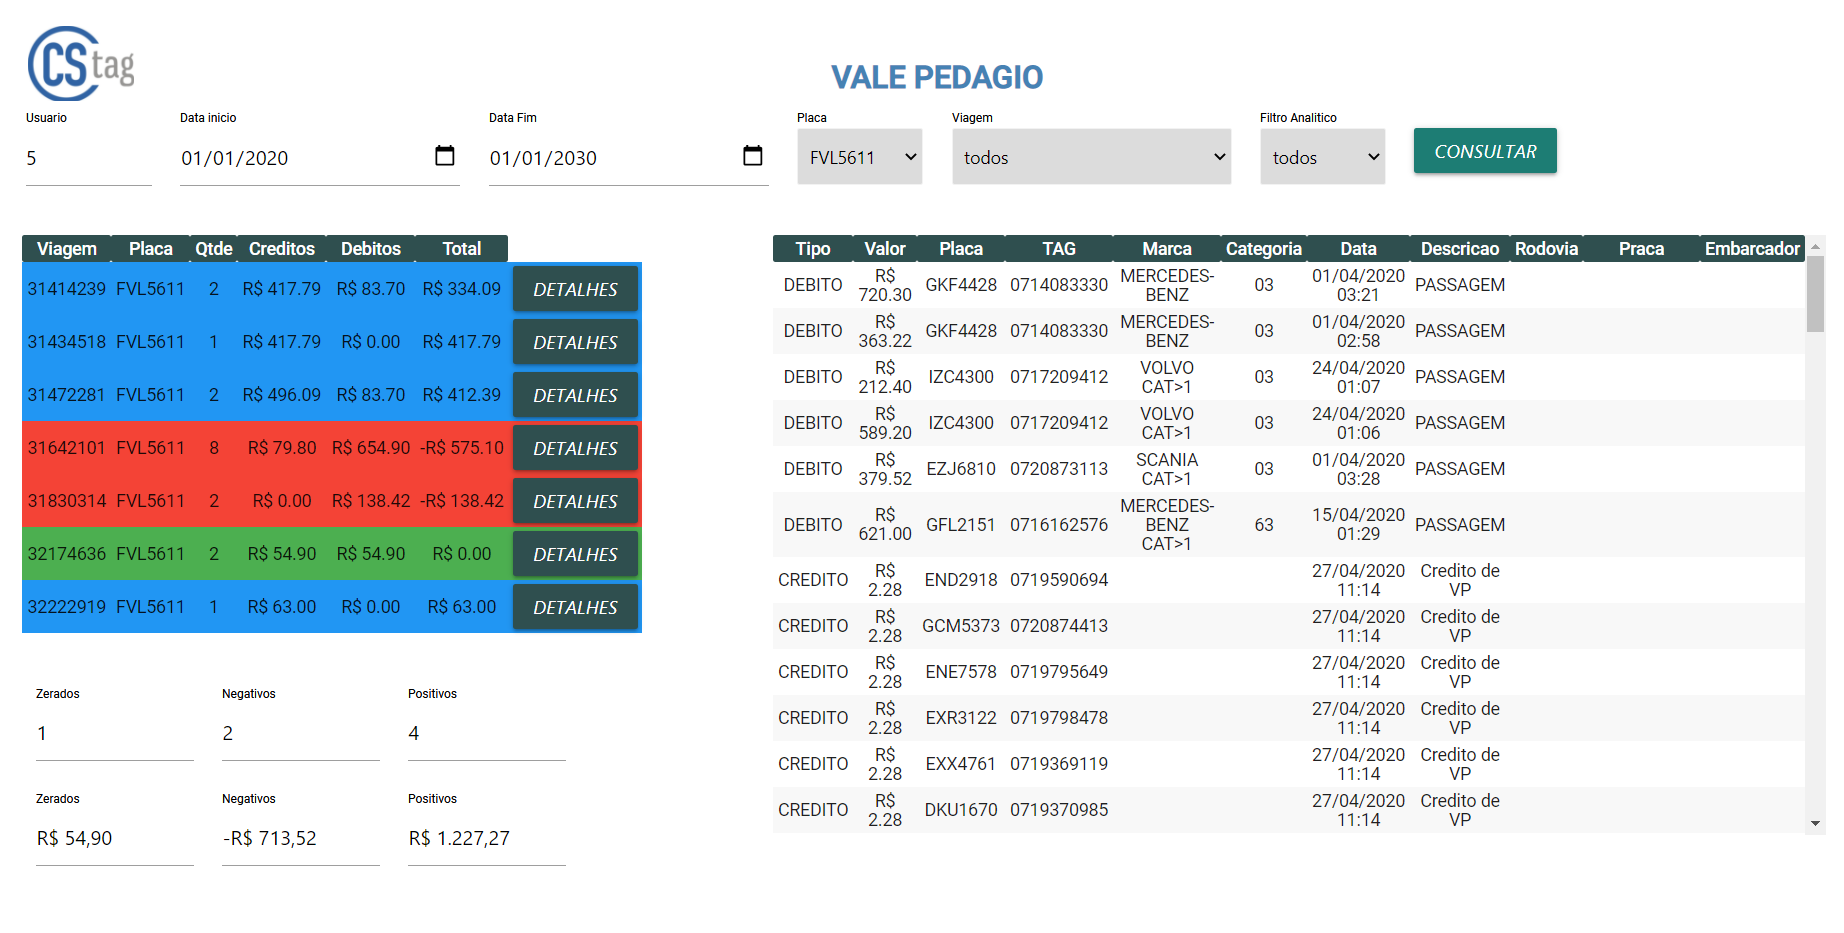 CS tag
VALE PEDAGIO
Usuario Data inicio Data Fim Placa Viagem Filtro Analitico
5 01/01/2020 01/01/2030 FVL5611 todos todos CONSULTAR
Viagem Placa Qtde Creditos Debitos Total
31414239 FVL5611 2 R$ 417.79 R$ 83.70 R$ 334.09 DETALHES
31434518 FVL5611 1 R$ 417.79 R$ 0.00 R$ 417.79 DETALHES
31472281 FVL5611 2 R$ 496.09 R$ 83.70 R$ 412.39 DETALHES
31642101 FVL5611 8 R$ 79.80 R$ 654.90 -R$ 575.10 DETALHES
31830314 FVL5611 2 R$ 0.00 R$ 138.42 -R$ 138.42 DETALHES
32174636 FVL5611 2 R$ 54.90 R$ 54.90 R$ 0.00 DETALHES
32222919 FVL5611 1 R$ 63.00 R$ 0.00 R$ 63.00 DETALHES
Zerados Negativos Positivos
1 2 4
Zerados Negativos Positivos
R$ 54,90 -R$ 713,52 R$ 1.227,27
Tipo Valor Placa TAG Marca Categoria Data Descricao Rodovia Praca Embarcador
DEBITO R$ 720.30 GKF4428 0714083330 MERCEDES-BENZ 03 01/04/2020 03:21 PASSAGEM
DEBITO R$ 363.22 GKF4428 0714083330 MERCEDES-BENZ 03 01/04/2020 02:58 PASSAGEM
DEBITO R$ 212.40 IZC4300 0717209412 VOLVO CAT>1 03 24/04/2020 01:07 PASSAGEM
DEBITO R$ 589.20 IZC4300 0717209412 VOLVO CAT>1 03 24/04/2020 01:06 PASSAGEM
DEBITO R$ 379.52 EZJ6810 0720873113 SCANIA CAT>1 03 01/04/2020 03:28 PASSAGEM
DEBITO R$ 621.00 GFL2151 0716162576 MERCEDES-BENZ CAT>1 63 15/04/2020 01:29 PASSAGEM
CREDITO R$ 2.28 END2918 0719590694 27/04/2020 11:14 Credito de VP
CREDITO R$ 2.28 GCM5373 0720874413 27/04/2020 11:14 Credito de VP
CREDITO R$ 2.28 ENE7578 0719795649 27/04/2020 11:14 Credito de VP
CREDITO R$ 2.28 EXR3122 0719798478 27/04/2020 11:14 Credito de VP
CREDITO R$ 2.28 EXX4761 0719369119 27/04/2020 11:14 Credito de VP
CREDITO R$ 2.28 DKU1670 0719370985 27/04/2020 11:14 Credito de VP